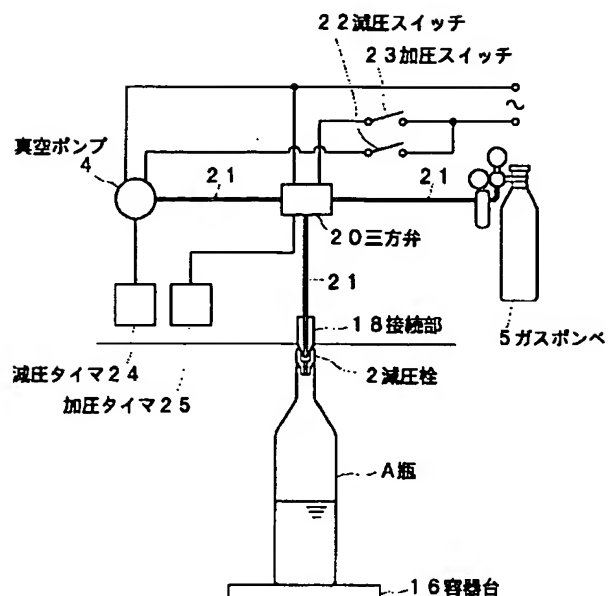 22減圧スイッチ
23加圧スイッチ
真空ポンプ
4
21
21
20三方弁
21
18接続部
5ガスボンベ
減圧タイマ24
2減圧栓
加圧タイマ25
A瓶
16容器台